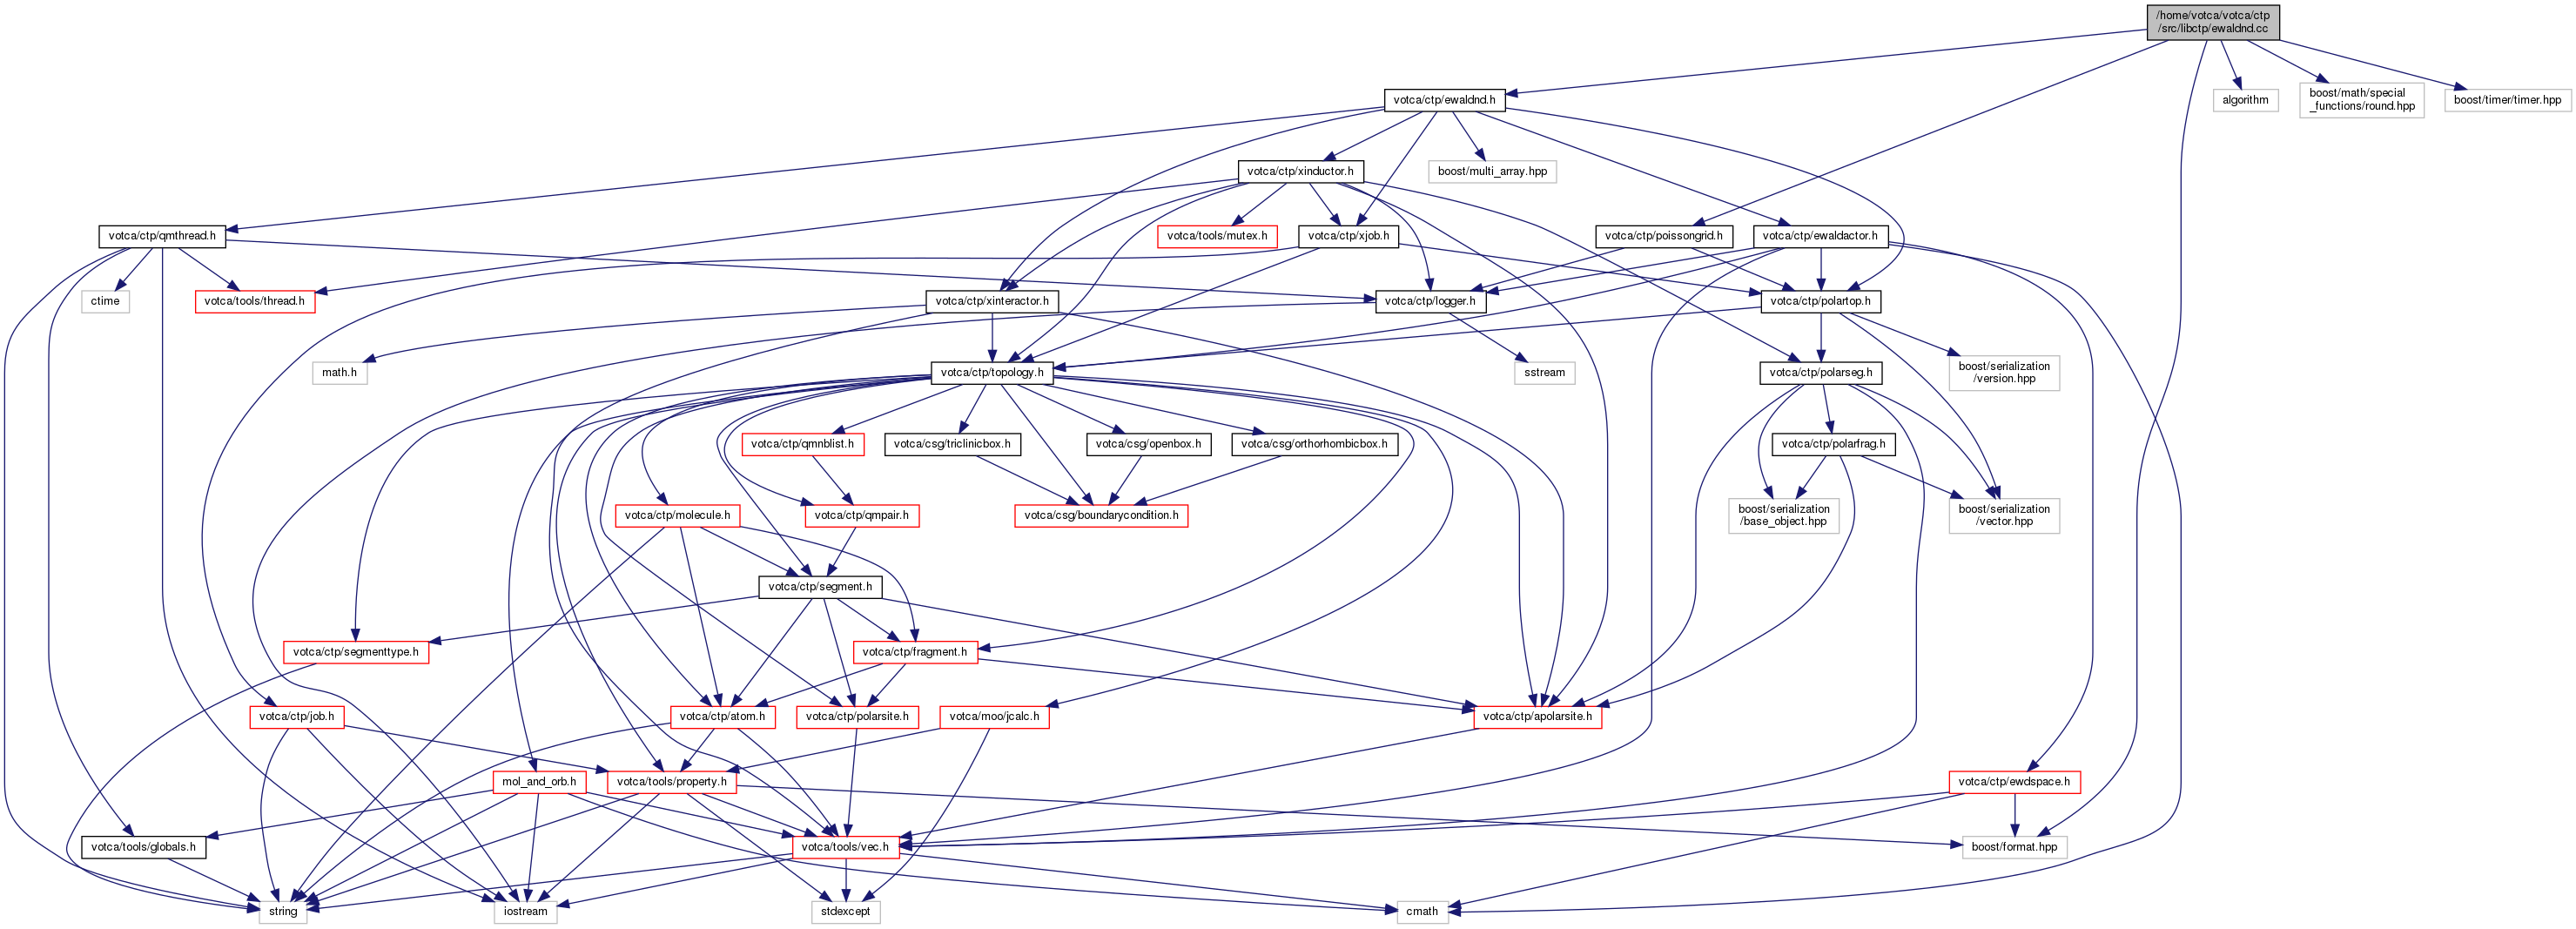 /home/votca/votca/ctp
/src/libctp/ewaldnd.cc
votca/ctp/ewaldnd.h
algorithm
boost/math/special
_functions/round.hpp
boost/timer/timer.hpp
votca/ctp/xinductor.h
boost/multi_array.hpp
votca/ctp/qmthread.h
votca/tools/mutex.h
votca/ctp/xjob.h
votca/ctp/poissongrid.h
votca/ctp/ewaldactor.h
ctime
votca/tools/thread.h
votca/ctp/xinteractor.h
votca/ctp/logger.h
votca/ctp/polartop.h
math.h
votca/ctp/topology.h
sstream
votca/ctp/polarseg.h
boost/serialization
/version.hpp
votca/ctp/qmnblist.h
votca/csg/triclinicbox.h
votca/csg/openbox.h
votca/csg/orthorhombicbox.h
votca/ctp/polarfrag.h
votca/ctp/molecule.h
votca/ctp/qmpair.h
votca/csg/boundarycondition.h
boost/serialization
/base_object.hpp
boost/serialization
/vector.hpp
votca/ctp/segment.h
votca/ctp/segmenttype.h
votca/ctp/fragment.h
votca/ctp/job.h
votca/ctp/atom.h
votca/ctp/polarsite.h
votca/moo/jcalc.h
votca/ctp/apolarsite.h
mol_and_orb.h
votca/tools/property.h
votca/ctp/ewdspace.h
votca/tools/globals.h
votca/tools/vec.h
boost/format.hpp
string
iostream
stdexcept
cmath